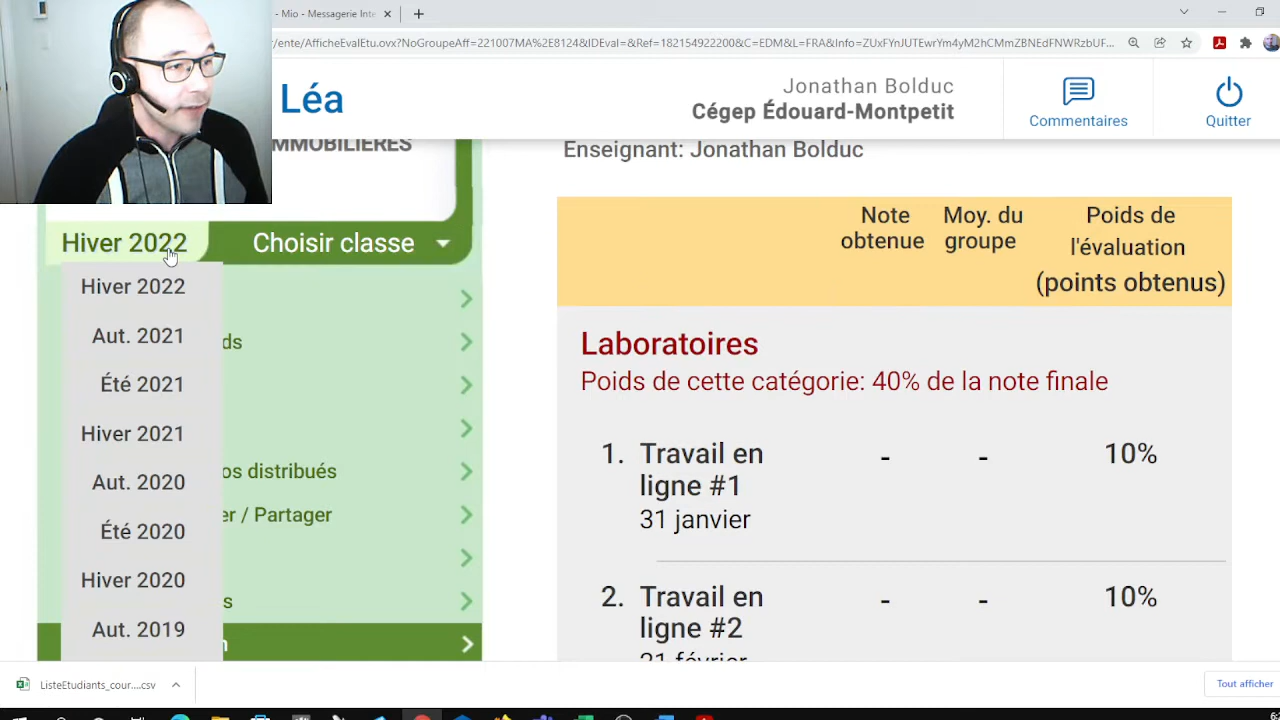 - Mio - Messagerie Inte
/ente/AfficheEvalEtu.ovx?NoGroupeAff=221007MA%2E8124&IDEval=&Ref=182154922200&C=EDM&L=FRA&Info=
Léa
Jonathan Bolduc
Cégep Édouard-Montpetit
Commentaires
Quitter
MMOBILIÈRES
Enseignant: Jonathan Bolduc
Hiver 2022
Choisir classe
Hiver 2022
Aut. 2021
Été 2021
Hiver 2021
Aut. 2020
Été 2020
Hiver 2020
Aut. 2019
ds
os distribués
er / Partager
s
n
Note obtenue
Moy. du groupe
Poids de l'évaluation
(points obtenus)
Laboratoires
Poids de cette catégorie: 40% de la note finale
1. Travail en ligne #1 - - 10%
31 janvier
2. Travail en ligne #2 - - 10%
21 février
ListeEtudiants_cour....csv
Tout afficher